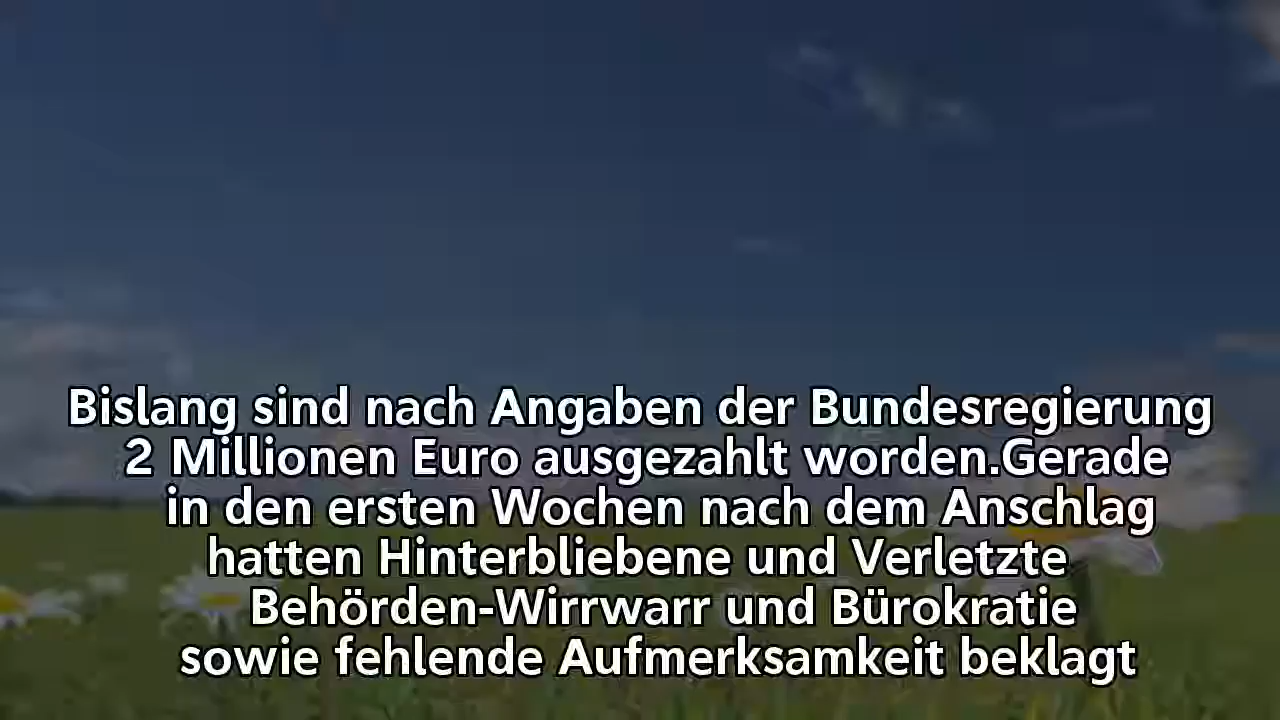 Bislang sind nach Angaben der Bundesregierung
2 Millionen Euro ausgezahlt worden.Gerade
in den ersten Wochen nach dem Anschlag
hatten Hinterbliebene und Verletzte
Behörden-Wirrwarr und Bürokratie
sowie fehlende Aufmerksamkeit beklagt